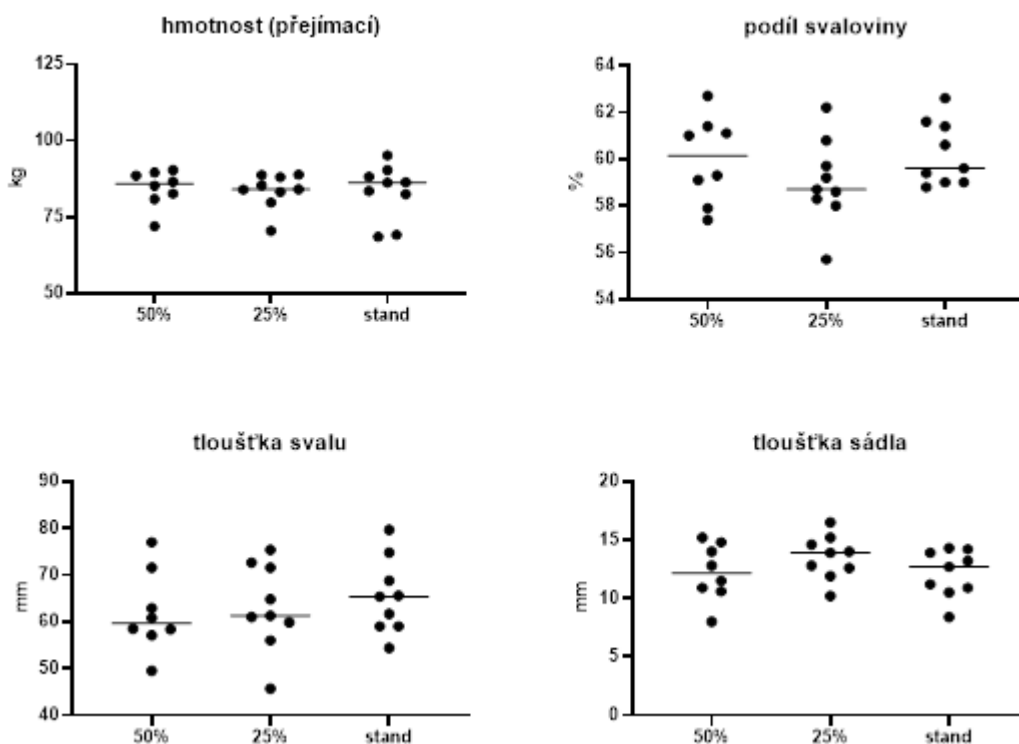 hmotnost (přejímací)
125
100
75
50
kg
50%
25%
stand
podíl svaloviny
64
62
60
58
56
54
%
50%
25%
stand
tloušťka svalu
90
80
70
60
50
40
mm
50%
25%
stand
tloušťka sádla
20
15
10
5
0
mm
50%
25%
stand